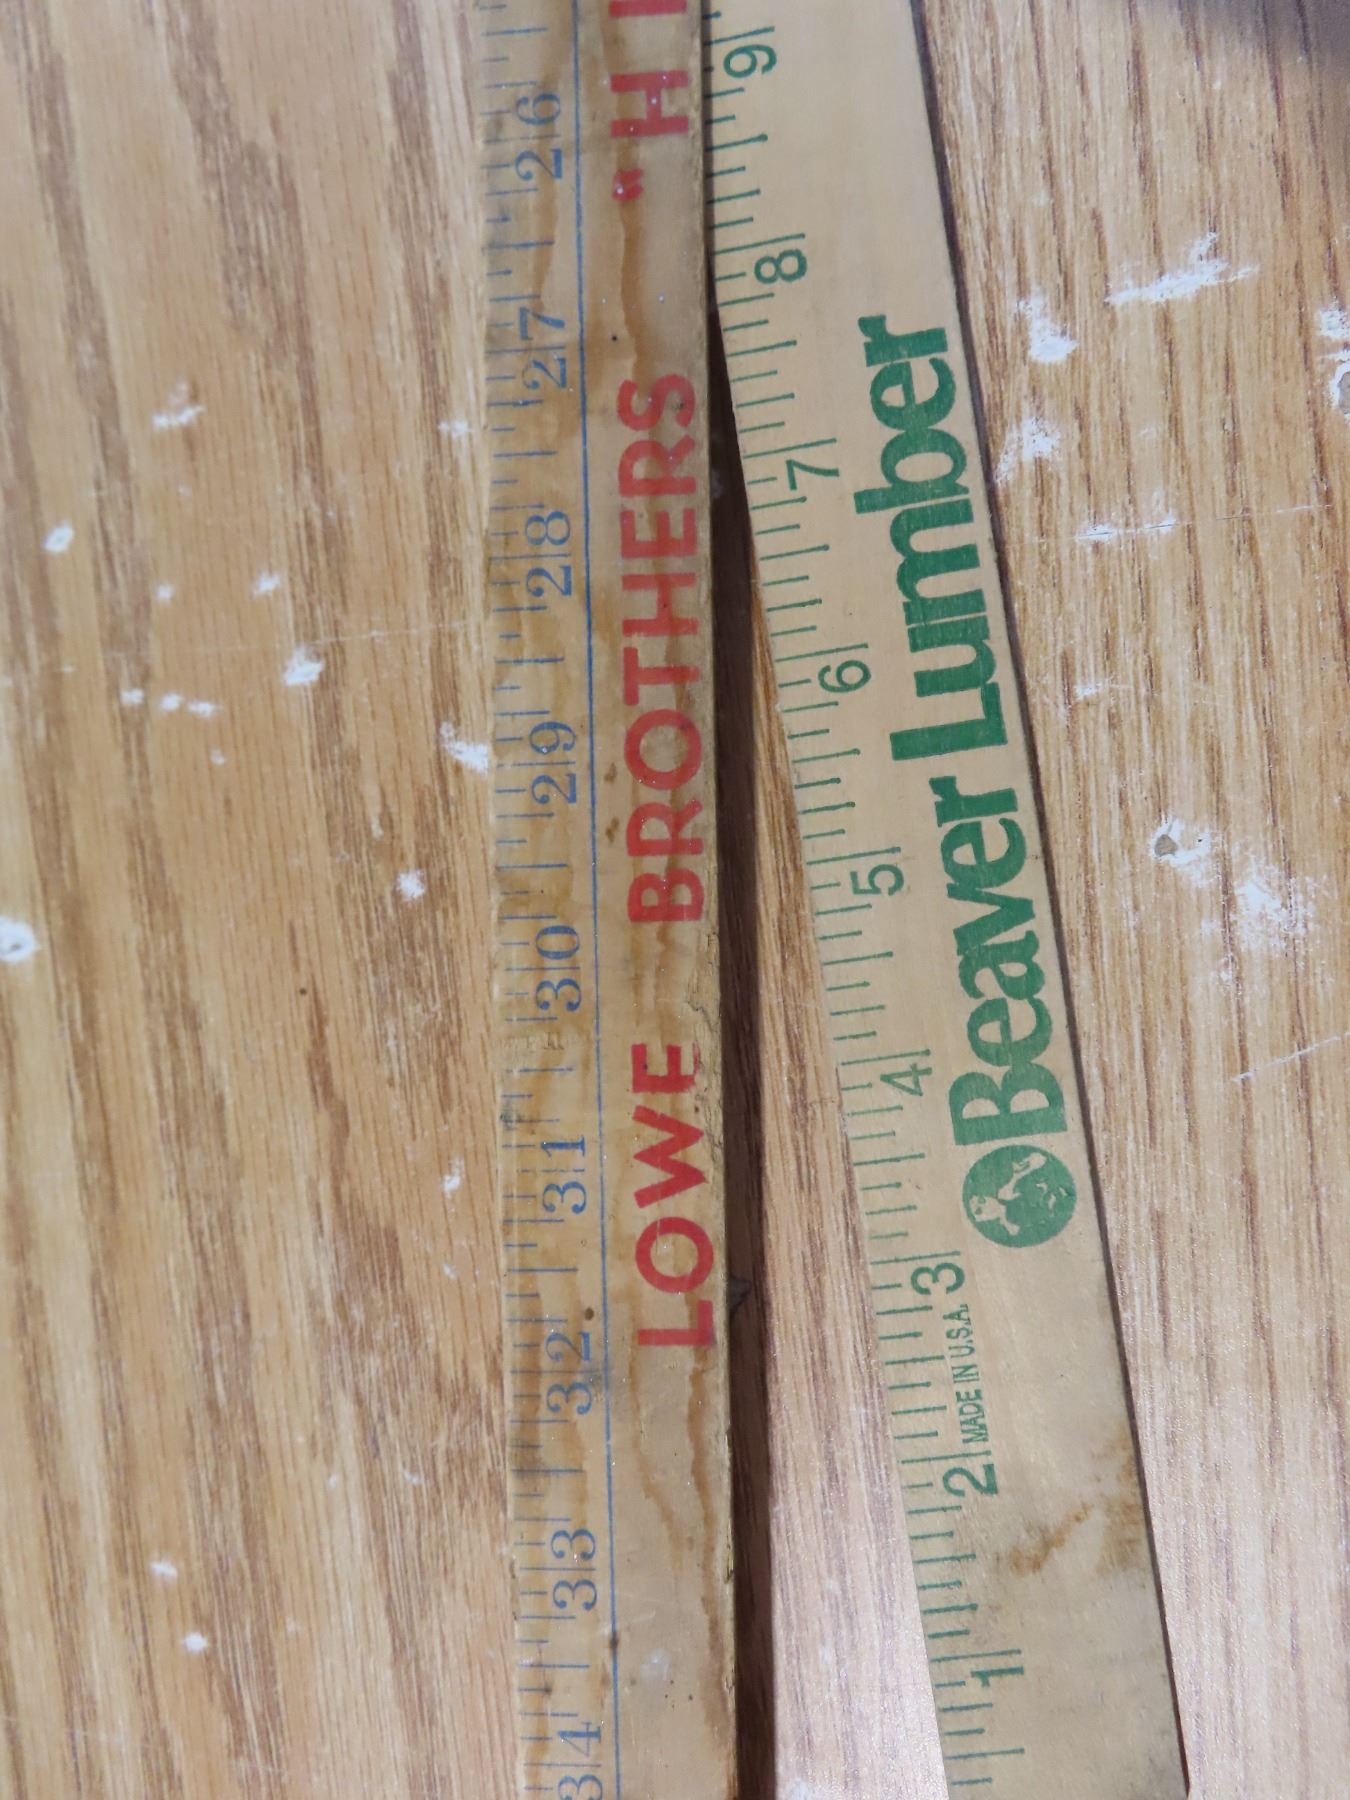 26 27 28 29 30 31 32 33 34
LOWE BROTHERS "H
9 8 7 6 5 4 3 2 1
Beaver Lumber
MADE IN U.S.A.